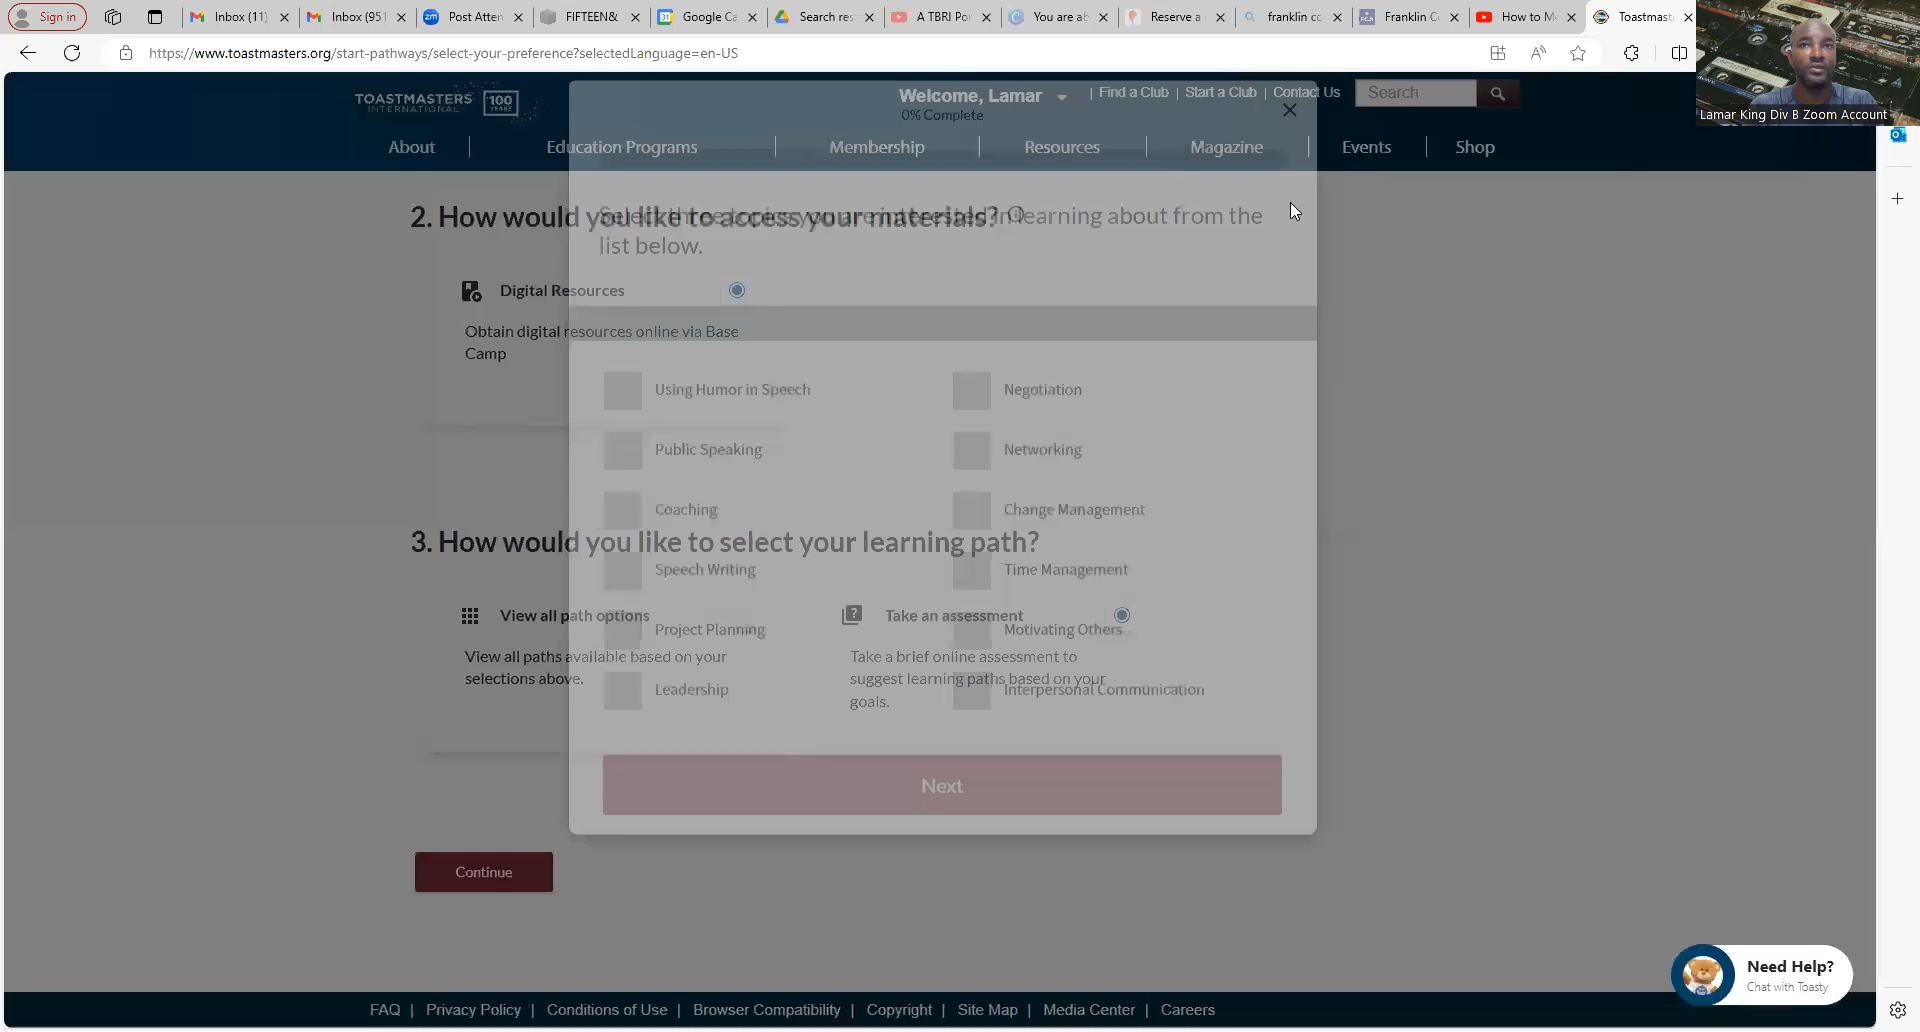 Sign in
Inbox (11)
Inbox (951
Post Atten
FIFTEEN&
Google Ca
Search res
A TBRI Por
You are ab
Reserve a
franklin cc
Franklin C
How to M
Toastmast
https://www.toastmasters.org/start-pathways/select-your-preference?selectedLanguage=en-US
Lamar King Div B Zoom Account
TOASTMASTERS
INTERNATIONAL
100
YEARS
Welcome, Lamar
0% Complete
| Find a Club | Start a Club | Contact Us
Search
About
Education Programs
Membership
Resources
Magazine
Events
Shop
2. How would you like to access your materials?
learning about from the
list below.
Digital Resources
Obtain digital resources online via Base
Camp
Using Humor in Speech
Negotiation
Public Speaking
Networking
Coaching
Change Management
3. How would you like to select your learning path?
Speech Writing
Time Management
View all path options
Take an assessment
Project Planning
Motivating Others
View all paths available based on your
selections above.
Take a brief online assessment to
suggest learning paths based on your
goals.
Leadership
Interpersonal Communication
Next
Continue
Need Help?
Chat with Toasty
FAQ | Privacy Policy | Conditions of Use | Browser Compatibility | Copyright | Site Map | Media Center | Careers